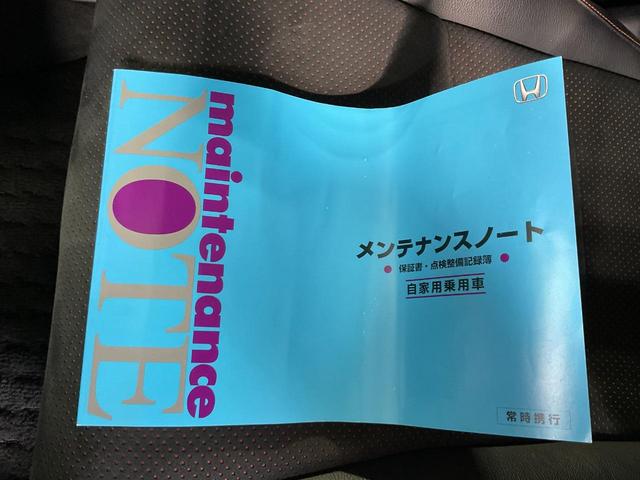 maintenance
NOTE
メンテナンスノート
● 保証書・点検整備記録簿 ●
自家用乗用車
常時携行